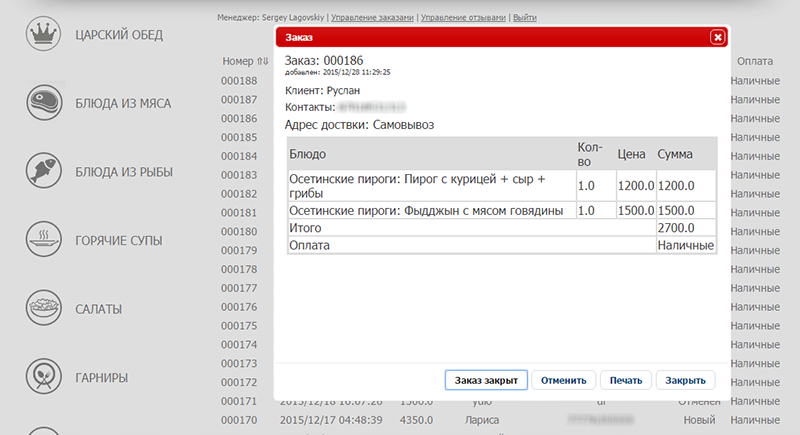 Менеджер: Sergey Lagovskiy | Управление заказами | Управление отзывами | Выйти
ЦАРСКИЙ ОБЕД
БЛЮДА ИЗ МЯСА
БЛЮДА ИЗ РЫБЫ
ГОРЯЧИЕ СУПЫ
САЛАТЫ
ГАРНИРЫ
Номер ⇑⇓ Оплата
000188 Наличные
000187 Наличные
000186 Наличные
000185 Наличные
000184 Наличные
000183 Наличные
000182 Наличные
000181 Наличные
000180 Наличные
000179 Наличные
000178 Наличные
000177 Наличные
000176 Наличные
000175 Наличные
000174 Наличные
000173 Наличные
000172 Наличные
000171 2015/12/18 16:07:26 1500.0 yulo ul Отменен Наличные
000170 2015/12/17 04:48:39 4350.0 Лариса Новый Наличные
Заказ
Заказ: 000186
добавлен: 2015/12/28 11:29:25
Клиент: Руслан
Контакты:
Адрес доствки: Самовывоз
Блюдо Кол-во Цена Сумма
Осетинские пироги: Пирог с курицей + сыр +
грибы 1.0 1200.0 1200.0
Осетинские пироги: Фыдджын с мясом говядины 1.0 1500.0 1500.0
Итого 2700.0
Оплата Наличные
Заказ закрыт Отменить Печать Закрыть